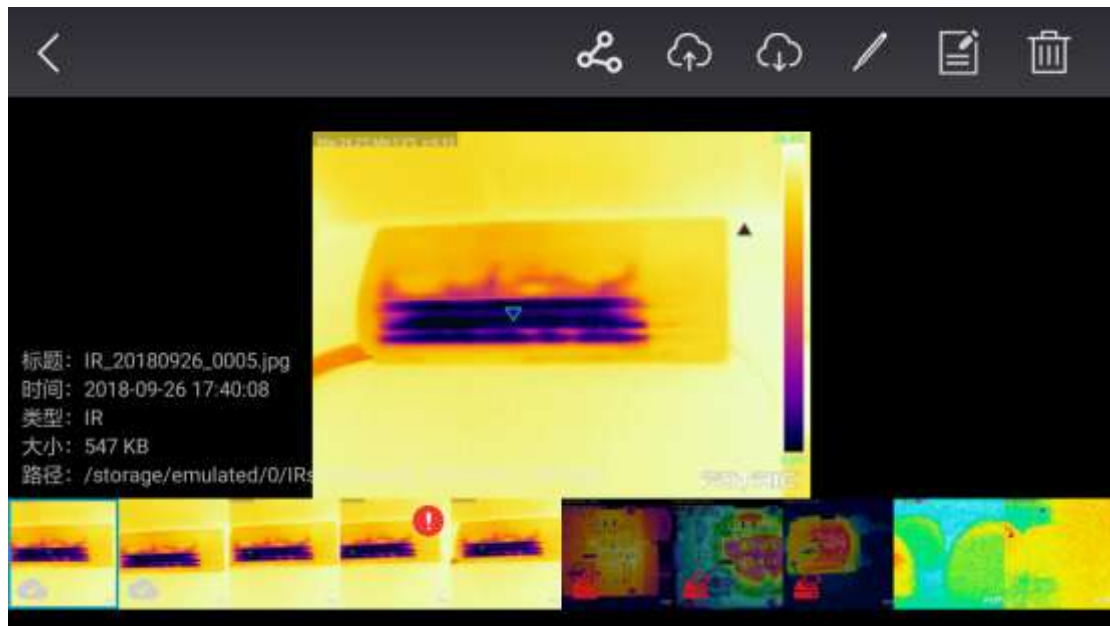 标题： IR_20180926_0005.jpg
时间： 2018-09-26 17:40:08
类型： IR
大小： 547 KB
路径： /storage/emulated/0/IRs